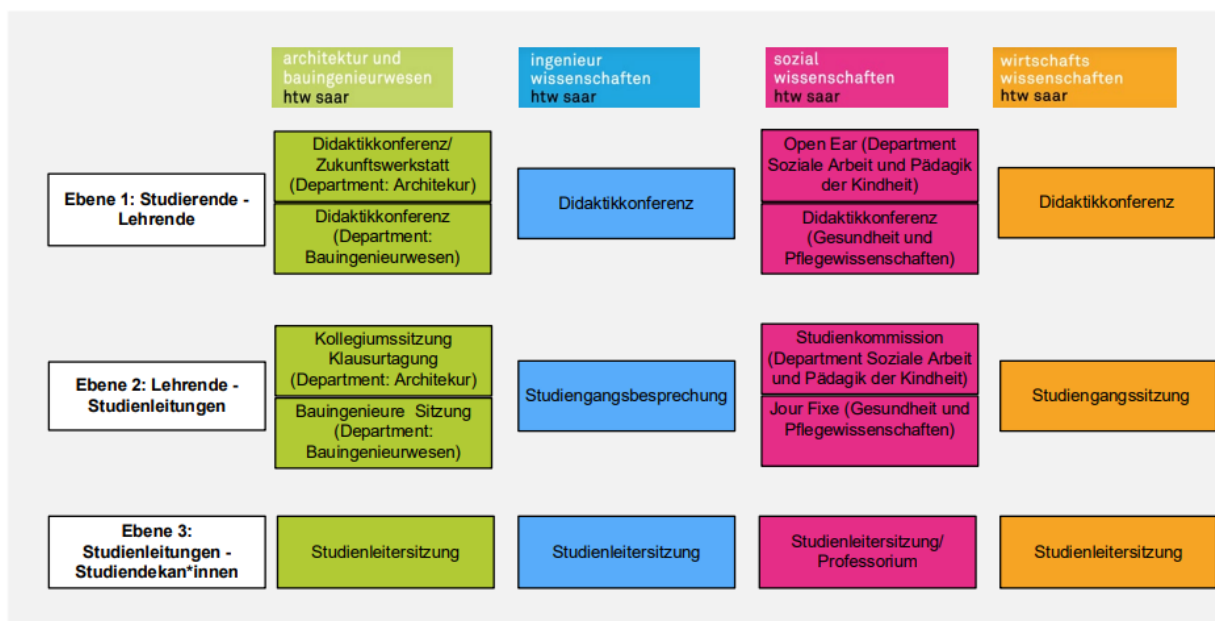 architektur und
bauingenieurwesen
htw saar
ingenieur
wissenschaften
htw saar
sozial
wissenschaften
htw saar
wirtschafts
wissenschaften
htw saar
Ebene 1: Studierende -
Lehrende
Didaktikkonferenz/
Zukunftswerkstatt
(Department: Architekur)
Didaktikkonferenz
(Department:
Bauingenieurwesen)
Didaktikkonferenz
Open Ear (Department
Soziale Arbeit und Pädagik
der Kindheit)
Didaktikkonferenz
(Gesundheit und
Pflegewissenschaften)
Didaktikkonferenz
Ebene 2: Lehrende -
Studienleitungen
Kollegiumssitzung
Klausurtagung
(Department: Architekur)
Bauingenieure Sitzung
(Department:
Bauingenieurwesen)
Studiengangsbesprechung
Studienkommission
(Department Soziale Arbeit
und Pädagik der Kindheit)
Jour Fixe (Gesundheit und
Pflegewissenschaften)
Studiengangssitzung
Ebene 3:
Studienleitungen -
Studiendekan*innen
Studienleitersitzung
Studienleitersitzung
Studienleitersitzung/
Professorium
Studienleitersitzung